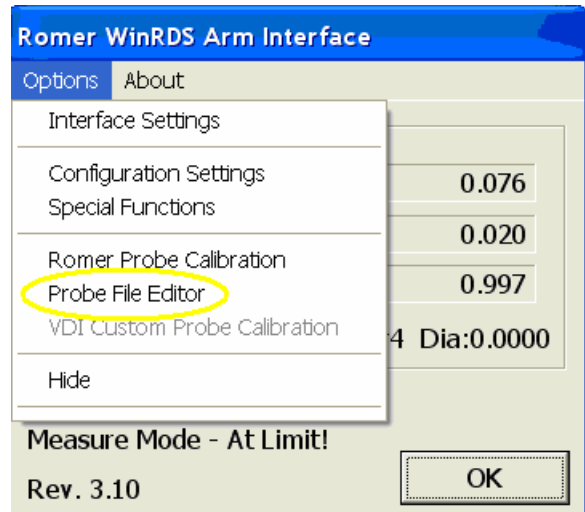 Romer WinRDS Arm Interface
Options About
Interface Settings
Configuration Settings
0.076
Special Functions
0.020
Romer Probe Calibration
0.997
Probe File Editor
VDI Custom Probe Calibration
4 Dia:0.0000
Hide
Measure Mode - At Limit!
Rev. 3.10
OK